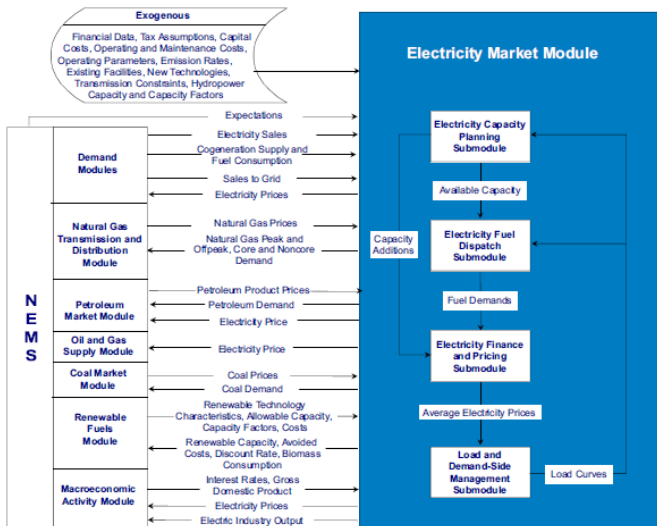 Exogenous
Financial Data, Tax Assumptions, Capital
Costs, Operating and Maintenance Costs,
Operating Parameters, Emission Rates,
Existing Facilities, New Technologies,
Transmission Constraints, Hydropower
Capacity and Capacity Factors
Electricity Market Module
Expectations
NEMS
Demand
Modules
Electricity Sales
Cogeneration Supply and
Fuel Consumption
Sales to Grid
Electricity Prices
Natural Gas
Transmission and
Distribution
Module
Natural Gas Prices
Natural Gas Peak and
Offpeak, Core and Noncore
Demand
Petroleum
Market Module
Petroleum Product Prices
Petroleum Demand
Electricity Price
Oil and Gas
Supply Module
Electricity Price
Coal Market
Module
Coal Prices
Coal Demand
Renewable
Fuels
Module
Renewable Technology
Characteristics, Allowable Capacity,
Capacity Factors, Costs
Renewable Capacity, Avoided
Costs, Discount Rate, Biomass
Consumption
Macroeconomic
Activity Module
Interest Rates, Gross
Domestic Product
Electricity Prices
Electric Industry Output
Electricity Capacity
Planning
Submodule
Available Capacity
Capacity
Additions
Electricity Fuel
Dispatch
Submodule
Fuel Demands
Electricity Finance
and Pricing
Submodule
Average Electricity Prices
Load and
Demand-Side
Management
Submodule
Load Curves